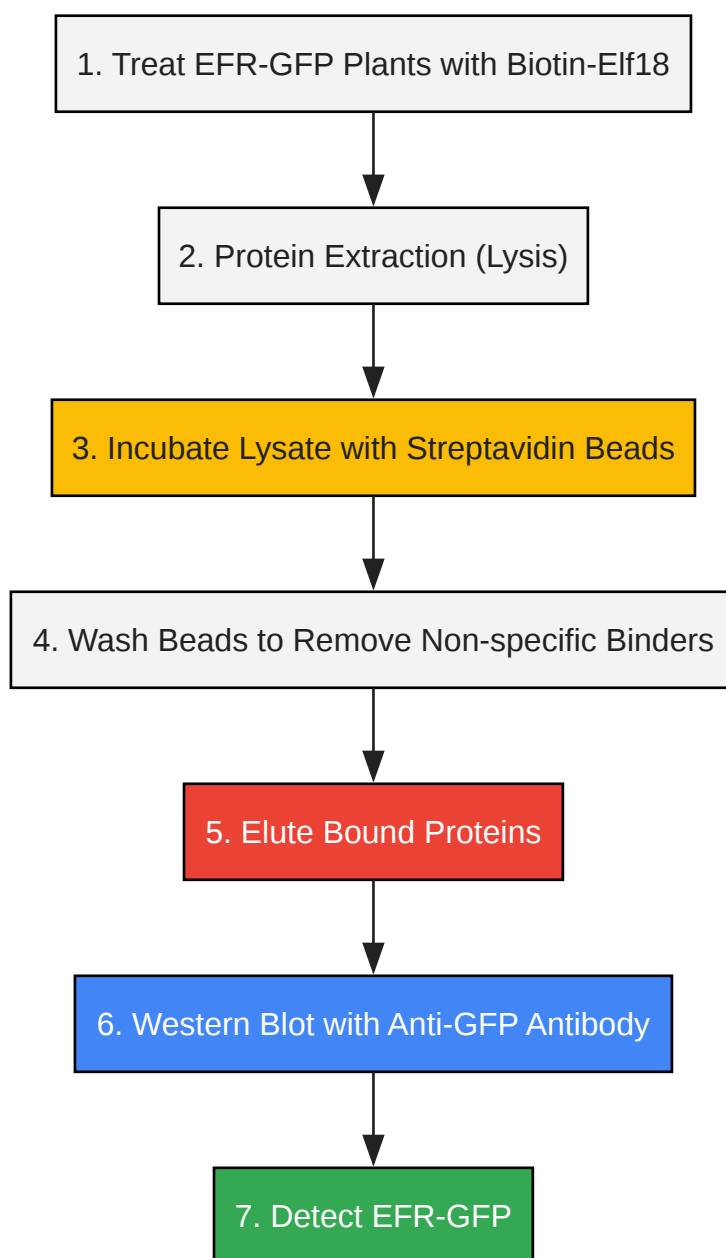 1. Treat EFR-GFP Plants with Biotin-Elf18
2. Protein Extraction (Lysis)
3. Incubate Lysate with Streptavidin Beads
4. Wash Beads to Remove Non-specific Binders
5. Elute Bound Proteins
6. Western Blot with Anti-GFP Antibody
7. Detect EFR-GFP